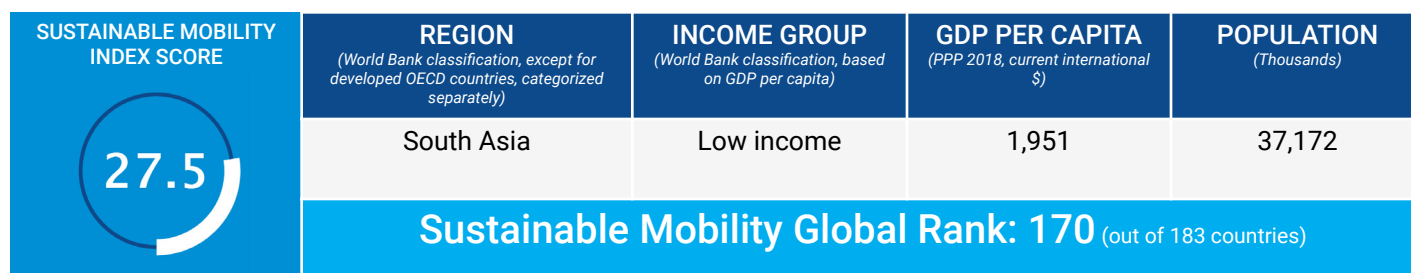 SUSTAINABLE MOBILITY
INDEX SCORE
27.5
REGION
(World Bank classification, except for
developed OECD countries, categorized
separately)
INCOME GROUP
(World Bank classification, based
on GDP per capita)
GDP PER CAPITA
(PPP 2018, current international
$)
POPULATION
(Thousands)
South Asia
Low income
1,951
37,172
Sustainable Mobility Global Rank: 170 (out of 183 countries)